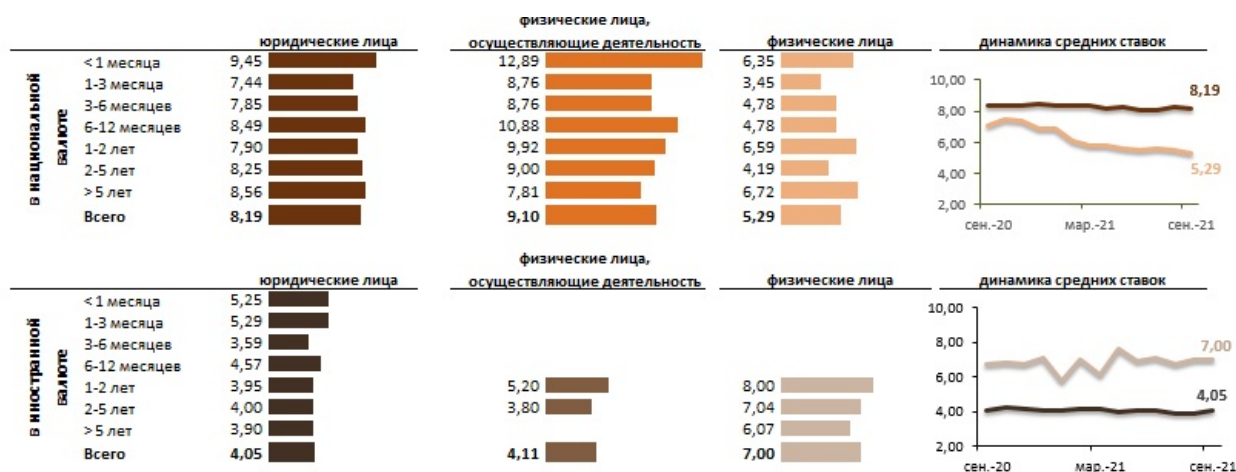 физические лица,
юридические лица осуществляющие деятельность физические лица динамика средних ставок
в национальной валюте
< 1 месяца 9,45 12,89 6,35
1-3 месяца 7,44 8,76 3,45
3-6 месяцев 7,85 8,76 4,78
6-12 месяцев 8,49 10,88 4,78
1-2 лет 7,90 9,92 6,59
2-5 лет 8,25 9,00 4,19
> 5 лет 8,56 7,81 6,72
Всего 8,19 9,10 5,29
10,00
8,00
6,00
4,00
2,00
8,19
5,29
сен.-20 мар.-21 сен.-21
физические лица,
юридические лица осуществляющие деятельность физические лица динамика средних ставок
в иностранной валюте
< 1 месяца 5,25
1-3 месяца 5,29
3-6 месяцев 3,59
6-12 месяцев 4,57
1-2 лет 3,95 5,20 8,00
2-5 лет 4,00 3,80 7,04
> 5 лет 3,90 6,07
Всего 4,05 4,11 7,00
10,00
8,00
6,00
4,00
2,00
7,00
4,05
сен.-20 мар.-21 сен.-21